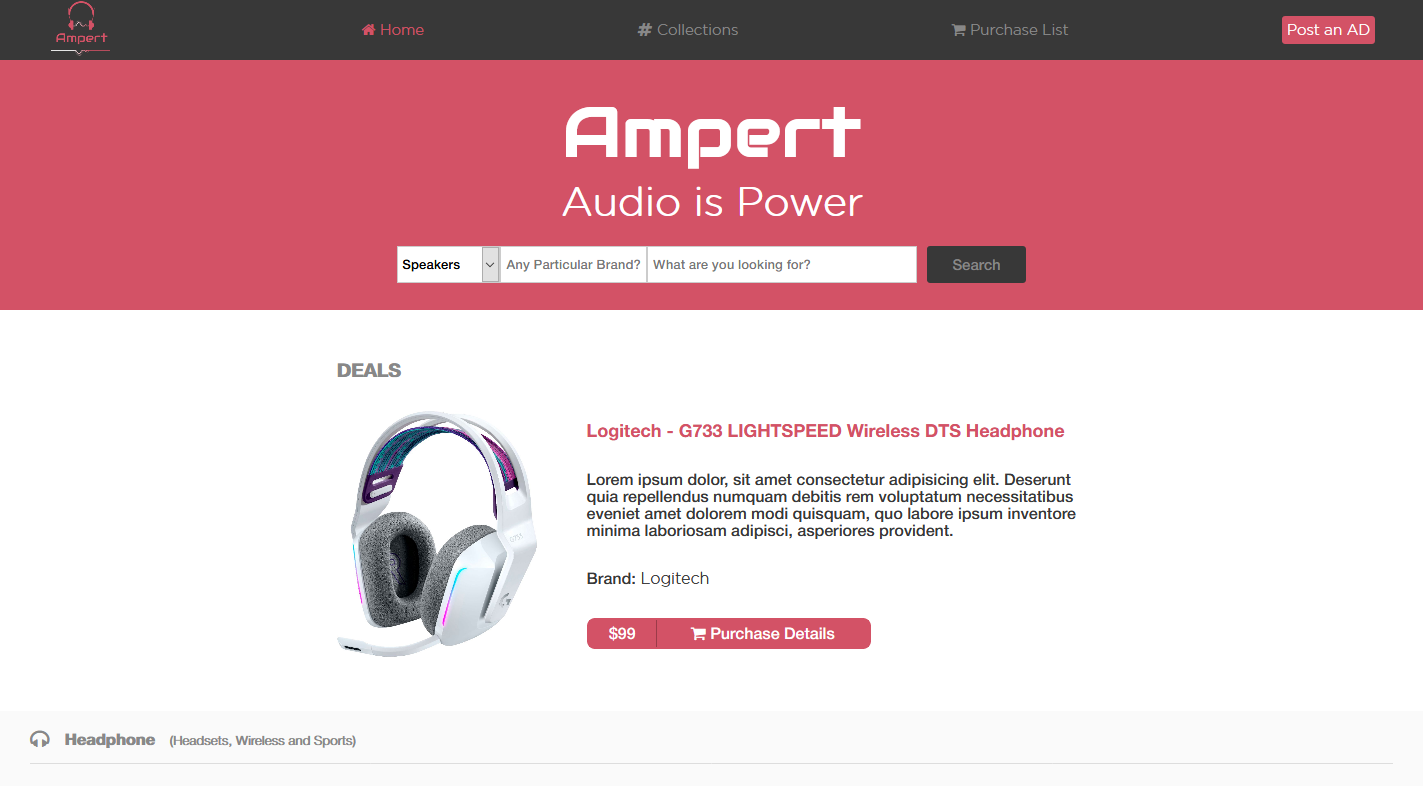 Ampert
Home
Collections
Purchase List
Post an AD
Ampert
Audio is Power
Speakers
Any Particular Brand?
What are you looking for?
Search
DEALS
Logitech - G733 LIGHTSPEED Wireless DTS Headphone
Lorem ipsum dolor, sit amet consectetur adipisicing elit. Deserunt
quia repellendus numquam debitis rem voluptatum necessitatibus
eveniet amet dolorem modi quisquam, quo labore ipsum inventore
minima laboriosam adipisci, asperiores provident.
G733
Brand: Logitech
$99
Purchase Details
Headphone (Headsets, Wireless and Sports)